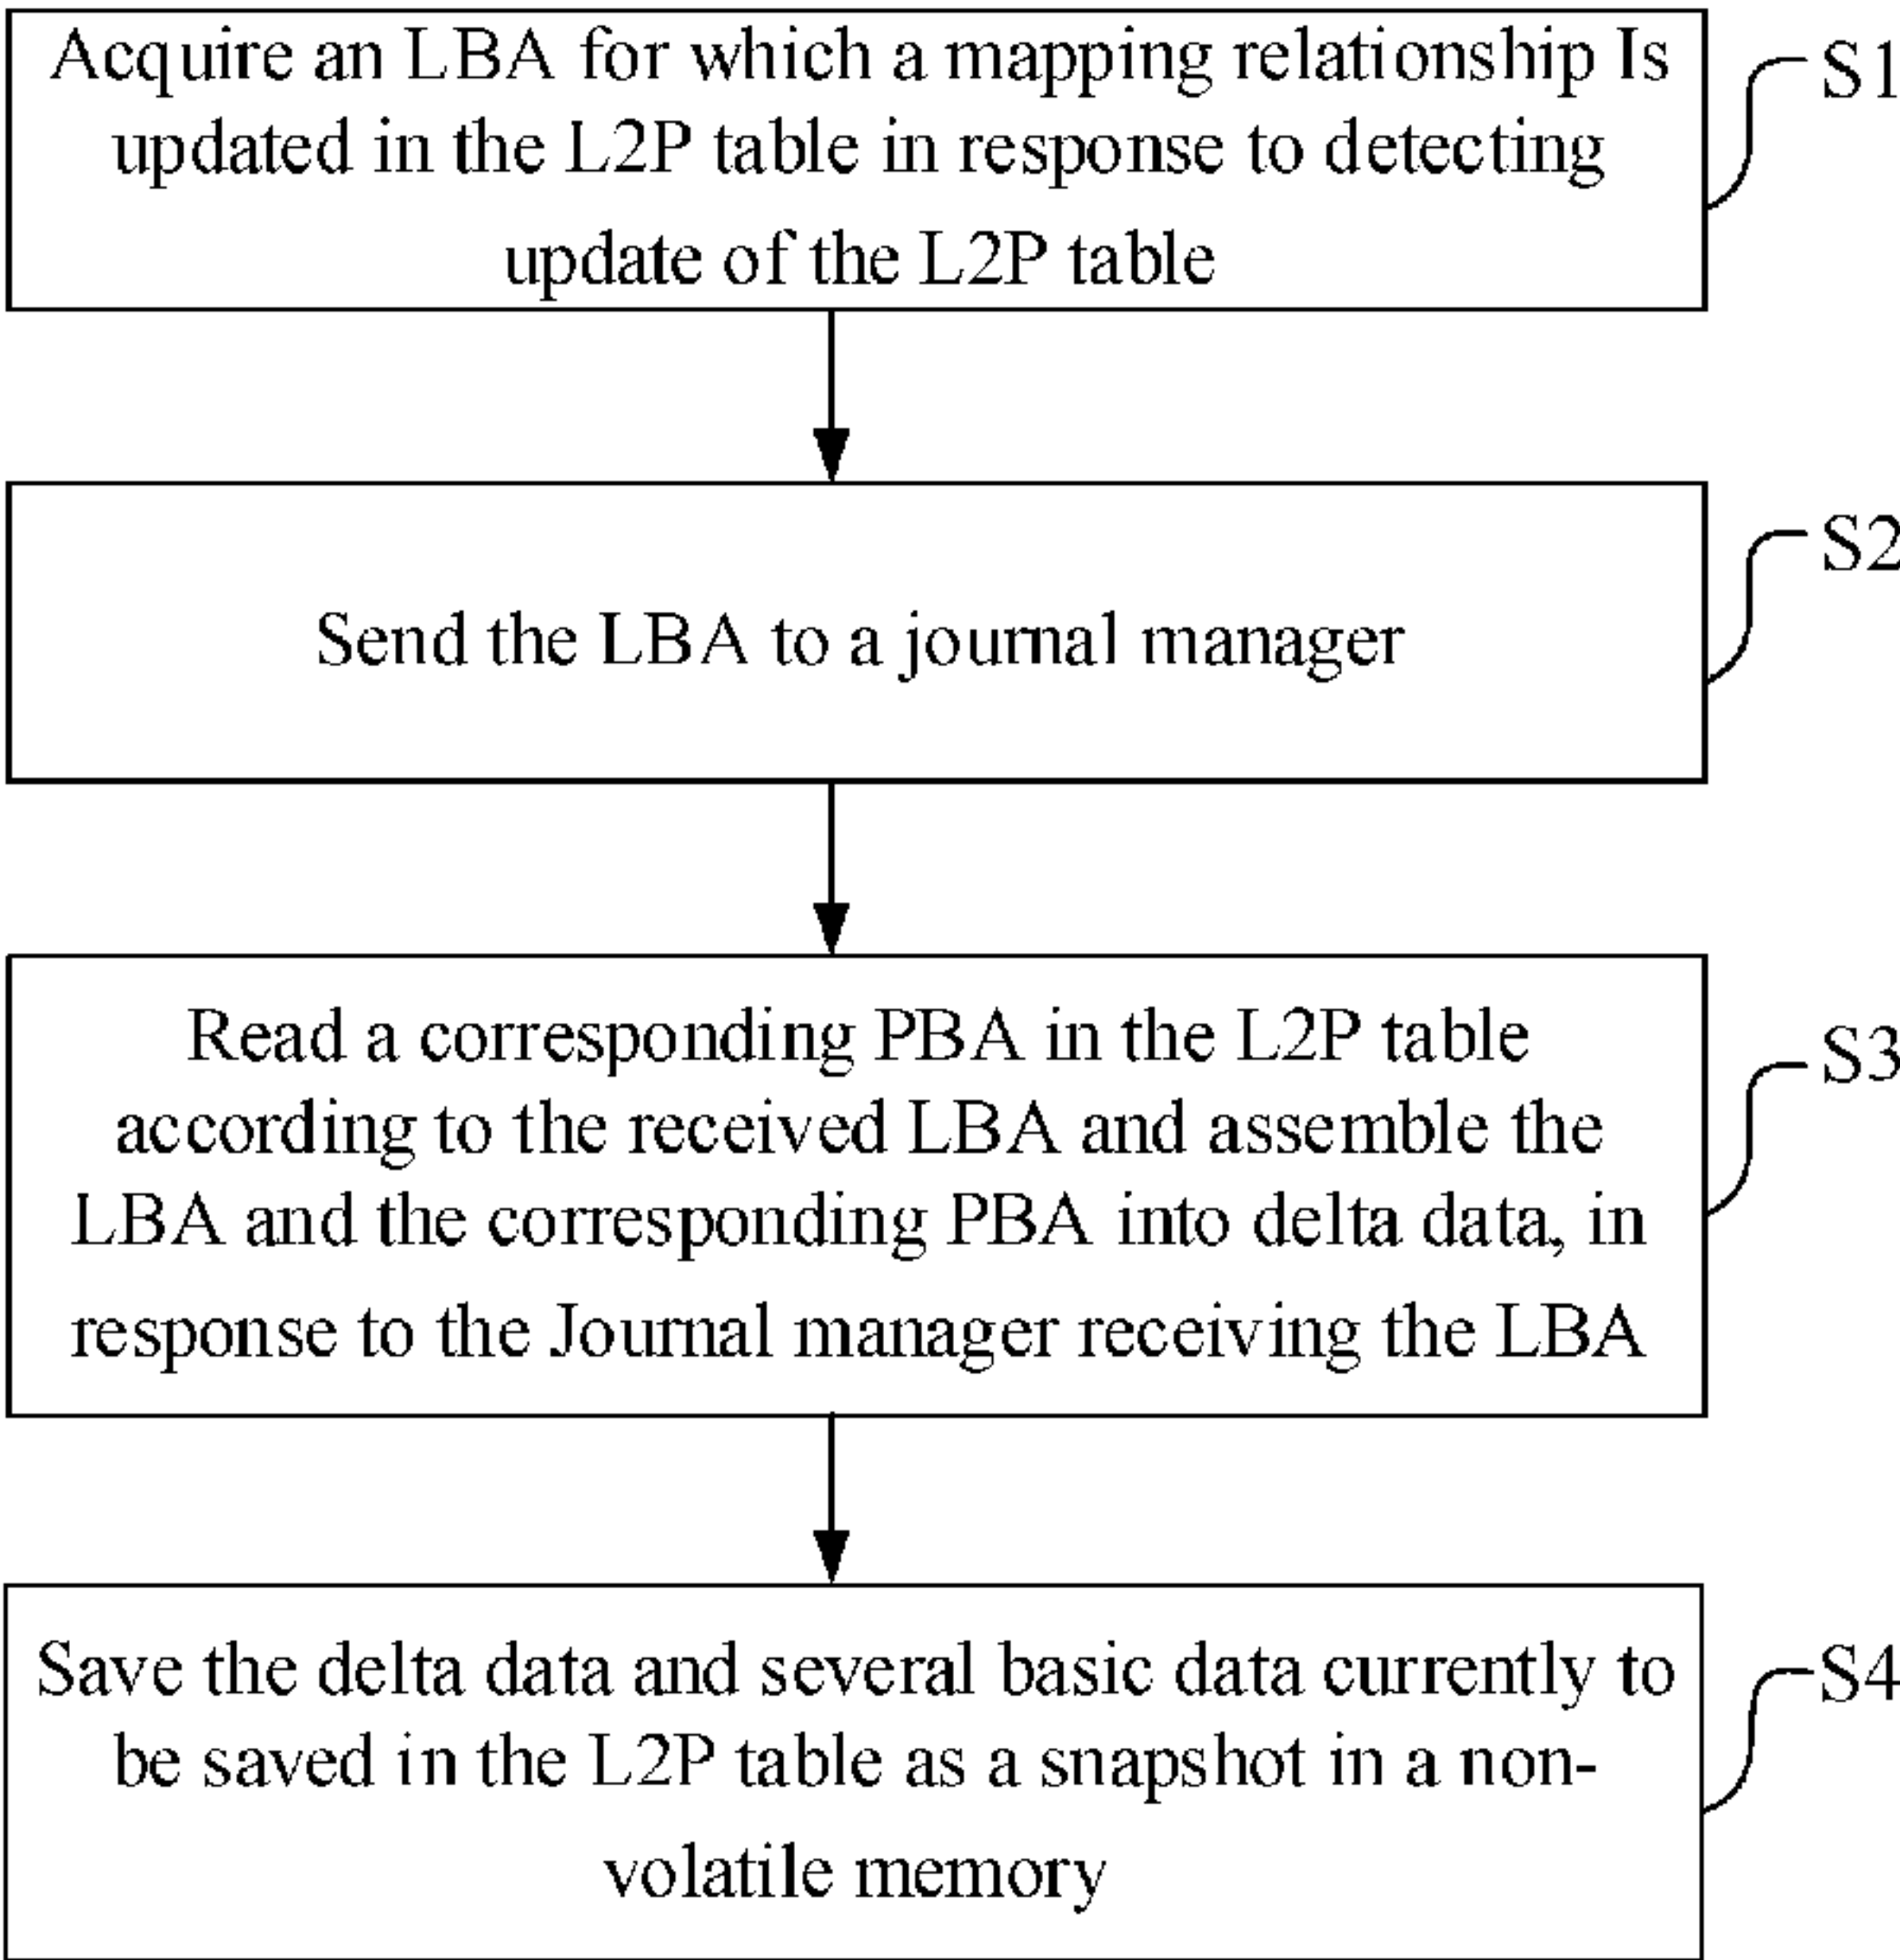 Acquire an LBA for which a mapping relationship Is
updated in the L2P table in response to detecting
update of the L2P table
S1
Send the LBA to a journal manager
S2
Read a corresponding PBA in the L2P table
according to the received LBA and assemble the
LBA and the corresponding PBA into delta data, in
response to the Journal manager receiving the LBA
S3
Save the delta data and several basic data currently to
be saved in the L2P table as a snapshot in a non-
volatile memory
S4